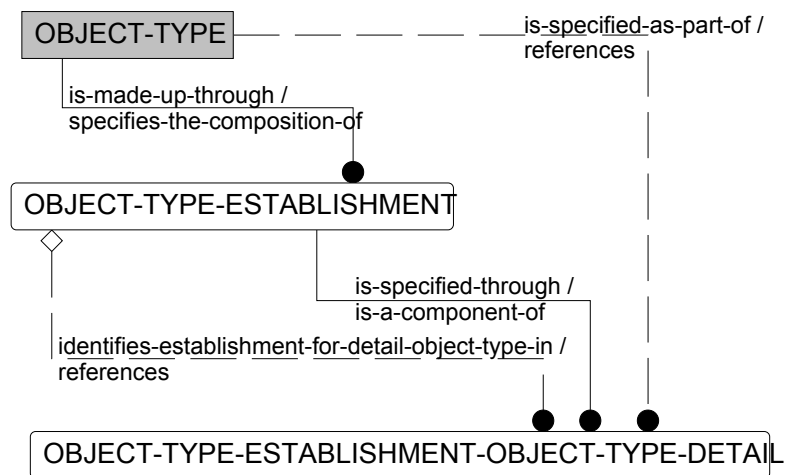 OBJECT-TYPE
is-specified-as-part-of /
references
is-made-up-through /
specifies-the-composition-of
OBJECT-TYPE-ESTABLISHMENT
is-specified-through /
is-a-component-of
identifies-establishment-for-detail-object-type-in /
references
OBJECT-TYPE-ESTABLISHMENT-OBJECT-TYPE-DETAIL